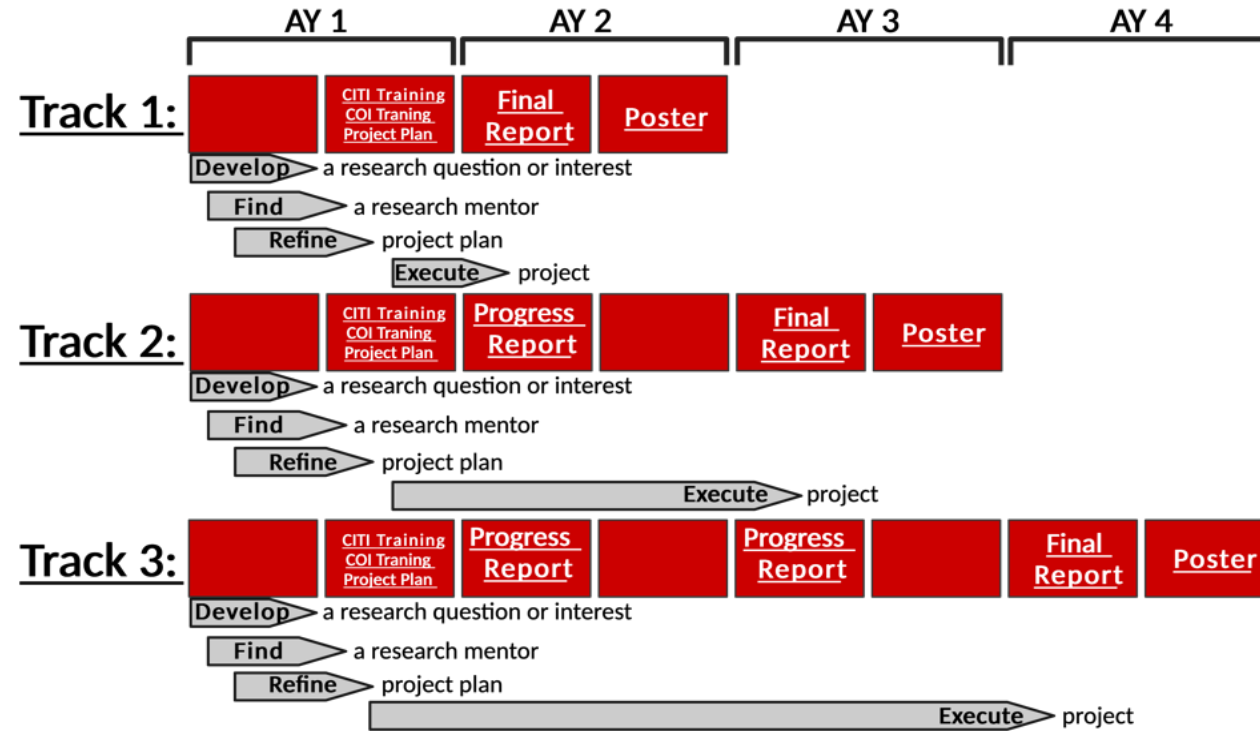 AY 1 AY 2 AY 3 AY 4
Track 1:
CITI Training
COI Traning
Project Plan
Final
Report
Poster
Develop a research question or interest
Find a research mentor
Refine project plan
Execute project
Track 2:
CITI Training
COI Traning
Project Plan
Progress
Report
Final
Report
Poster
Develop a research question or interest
Find a research mentor
Refine project plan
Execute project
Track 3:
CITI Training
COI Traning
Project Plan
Progress
Report
Progress
Report
Final
Report
Poster
Develop a research question or interest
Find a research mentor
Refine project plan
Execute project